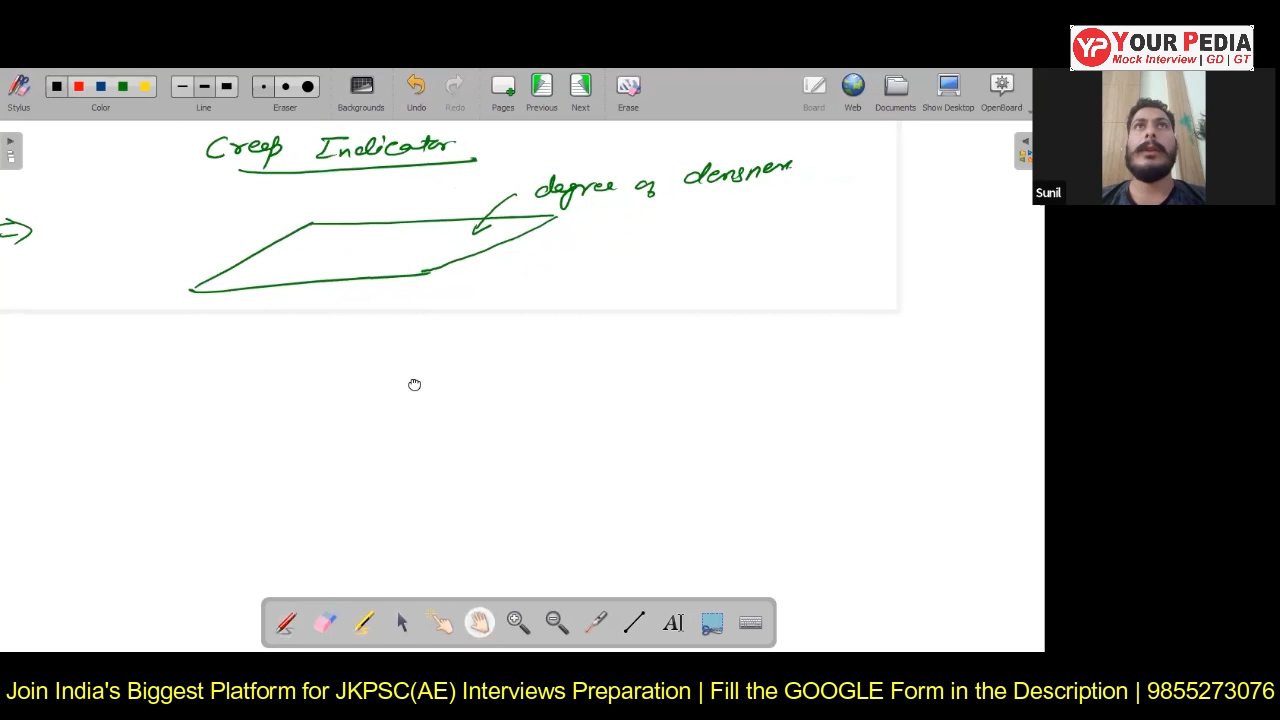 YP YOUR PEDIA
Mock Interview | GD | GT
Stylus Color Line Eraser Backgrounds Undo Redo Pages Previous Next Erase Board Web Documents Show Desktop OpenBoard
Creep Indicator
degree of
Sunil
AI
Join India's Biggest Platform for JKPSC(AE) Interviews Preparation | Fill the GOOGLE Form in the Description | 9855273076